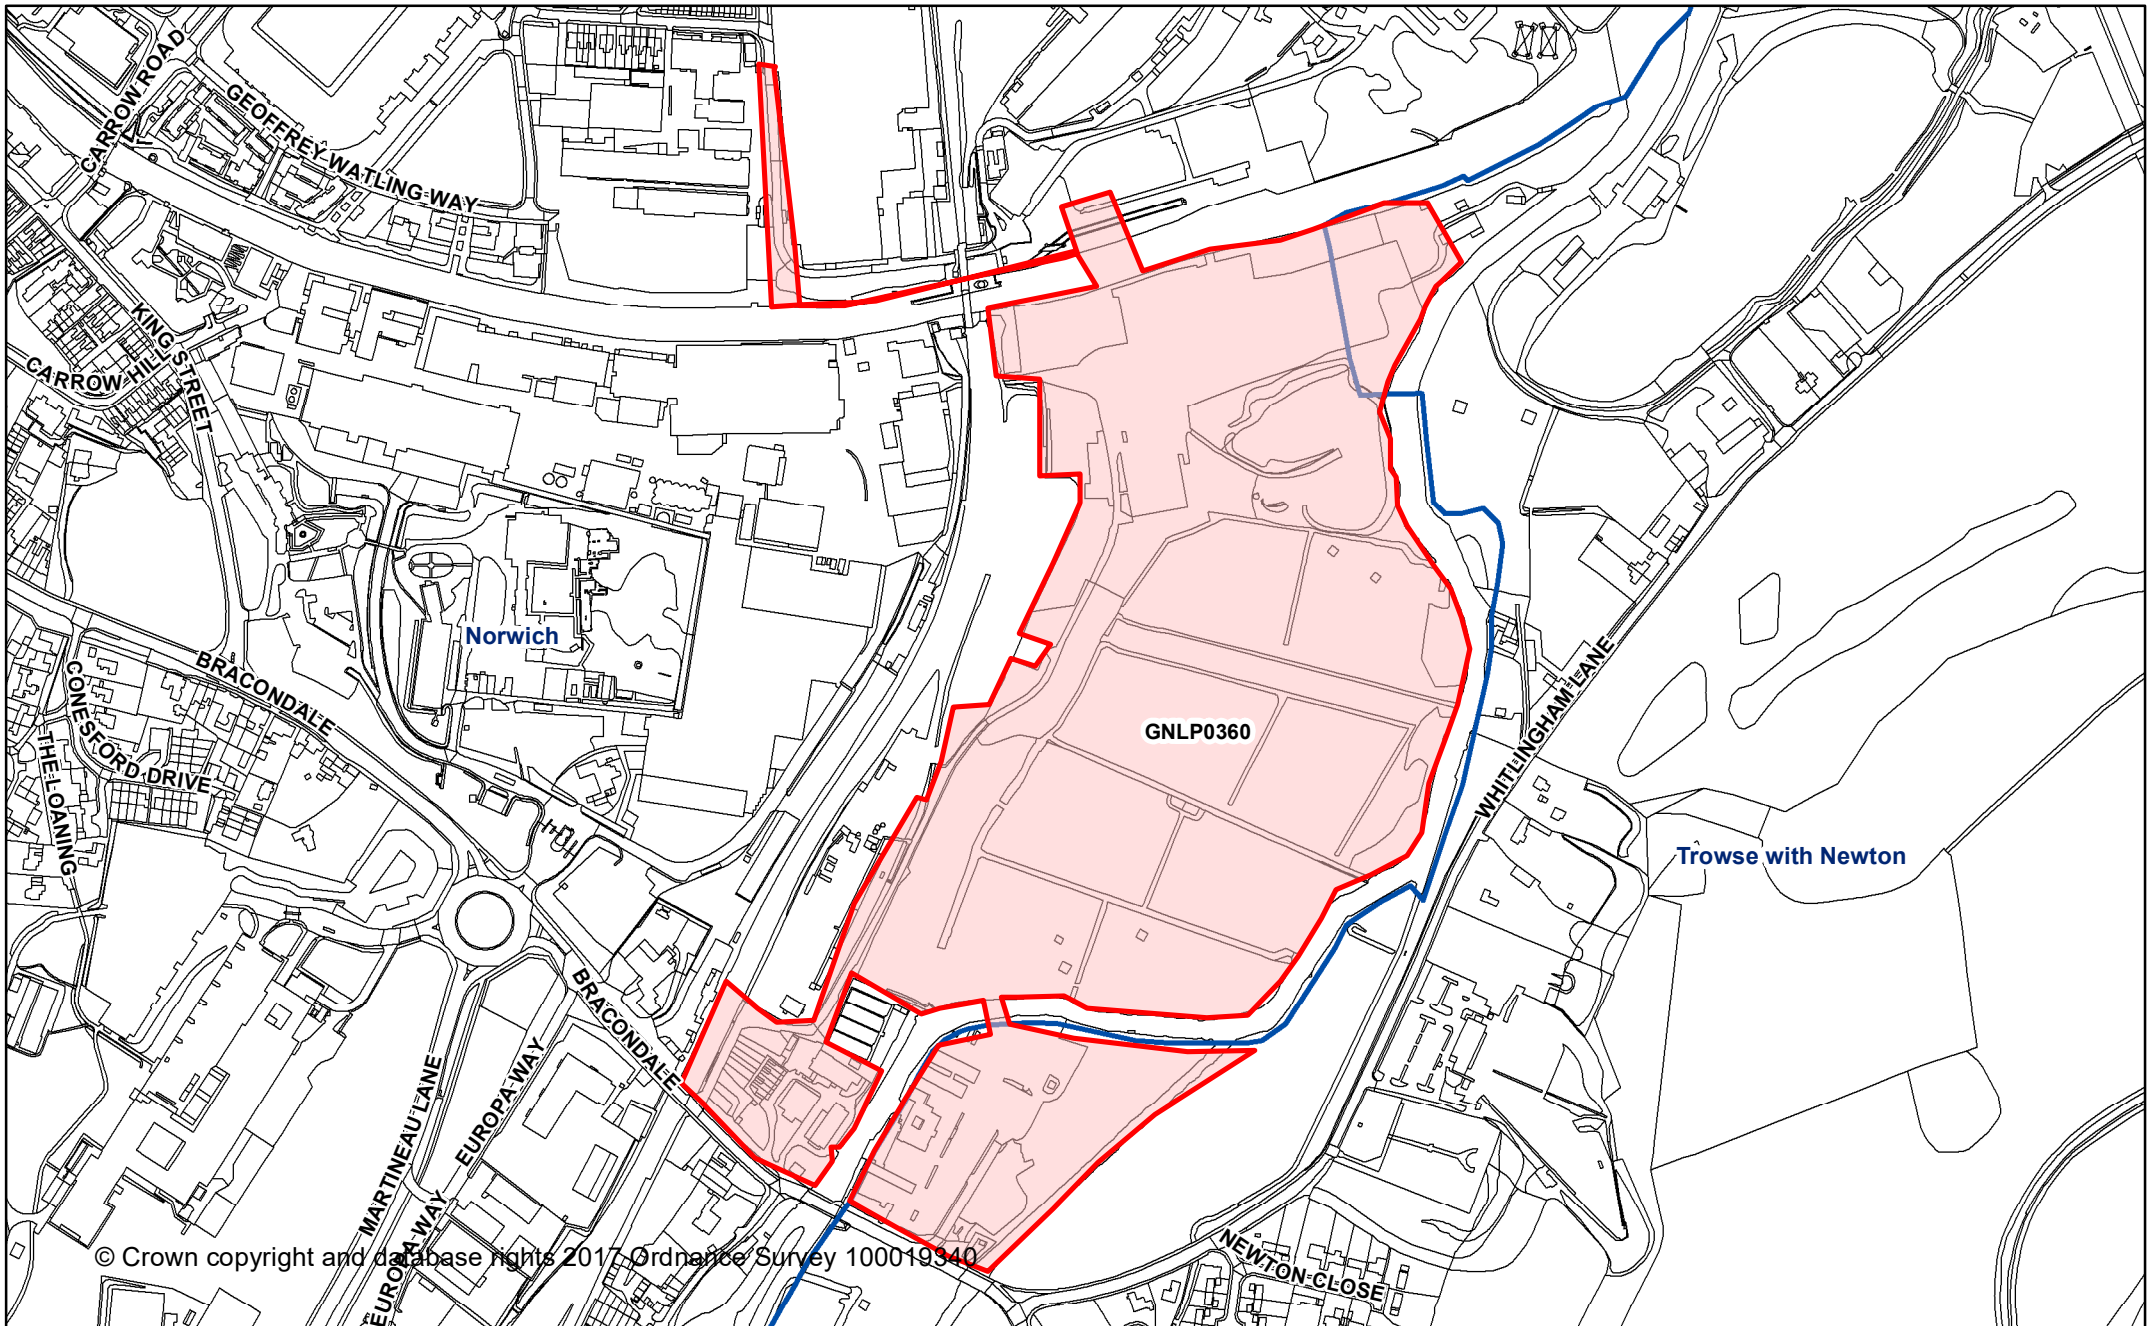 CARROW ROAD
GEOFFREY WATLING WAY
KING STREET
CARROW HILL
Norwich
BRACONDALE
CONESFORD DRIVE
THE LOANING
GNLP0360
WHITLINGHAM LANE
Trowse with Newton
BRACONDALE
MARTINEAU LANE
EUROPA WAY
EUROPA WAY
NEWTON CLOSE
© Crown copyright and database rights 2017 Ordnance Survey 100019340